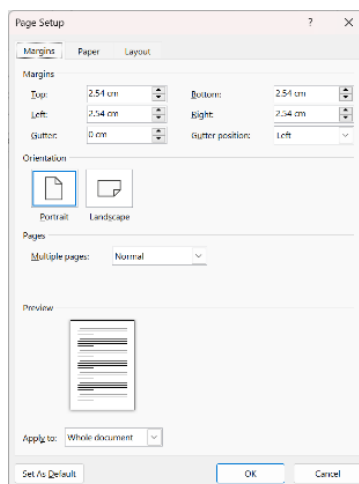 Page Setup ? ×
Margins Paper Layout
Margins
Top: 2.54 cm Bottom: 2.54 cm
Left: 2.54 cm Right: 2.54 cm
Gutter: 0 cm Gutter position: Left
Orientation
Portrait Landscape
Pages
Multiple pages: Normal
Preview
Apply to: Whole document
Set As Default OK Cancel